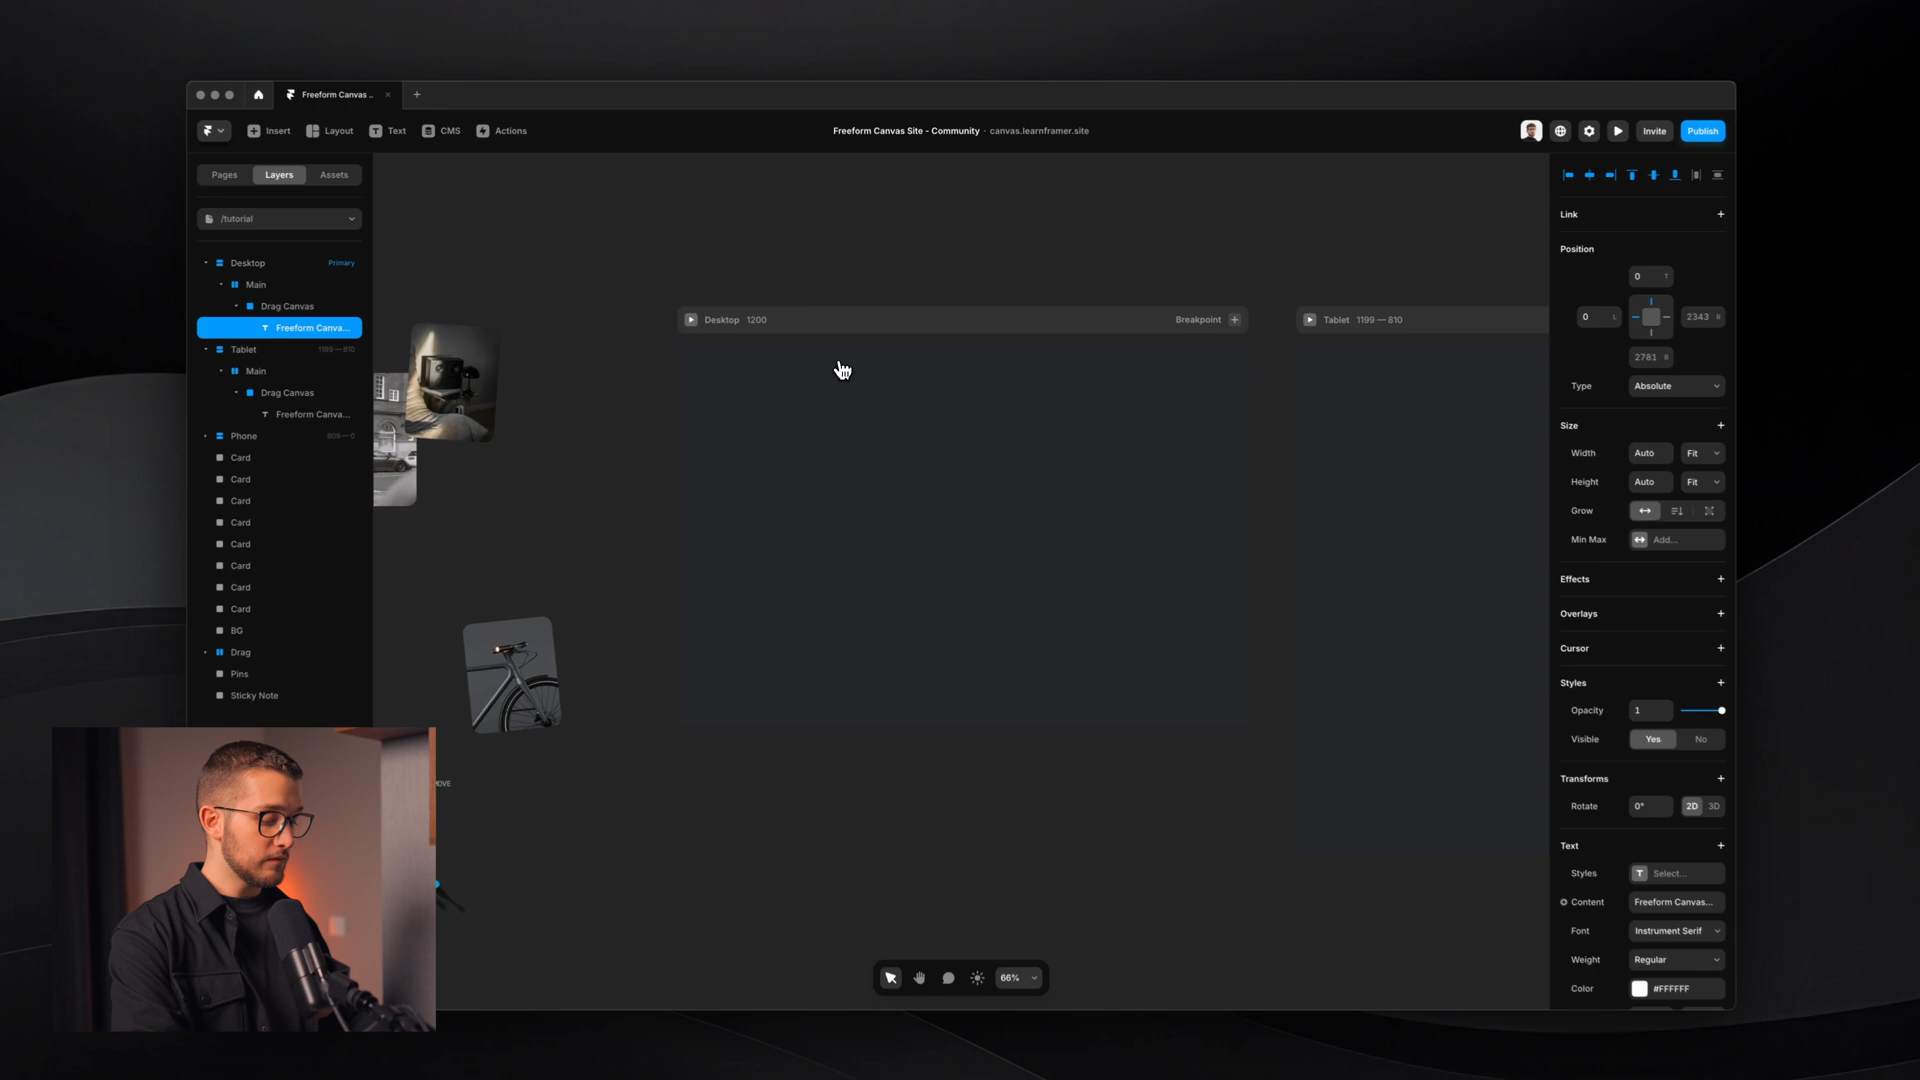 Freeform Canvas ..
Insert
Layout
Text
CMS
Actions
Freeform Canvas Site - Community · canvas.learnframer.site
Invite
Publish
Pages
Layers
Assets
/tutorial
Desktop
Primary
Main
Drag Canvas
Freeform Canva...
Tablet
1199 — 810
Main
Drag Canvas
Freeform Canva...
Phone
809 — 0
Card
Card
Card
Card
Card
Card
Card
Card
BG
Drag
Pins
Sticky Note
Desktop 1200
Breakpoint
Tablet 1199 — 810
66%
Link
Position
0 T
0 L
2343 R
2781 B
Type
Absolute
Size
Width
Auto
Fit
Height
Auto
Fit
Grow
Min Max
Add...
Effects
Overlays
Cursor
Styles
Opacity
1
Visible
Yes
No
Transforms
Rotate
0°
2D
3D
Text
Styles
Select...
Content
Freeform Canvas...
Font
Instrument Serif
Weight
Regular
Color
#FFFFFF